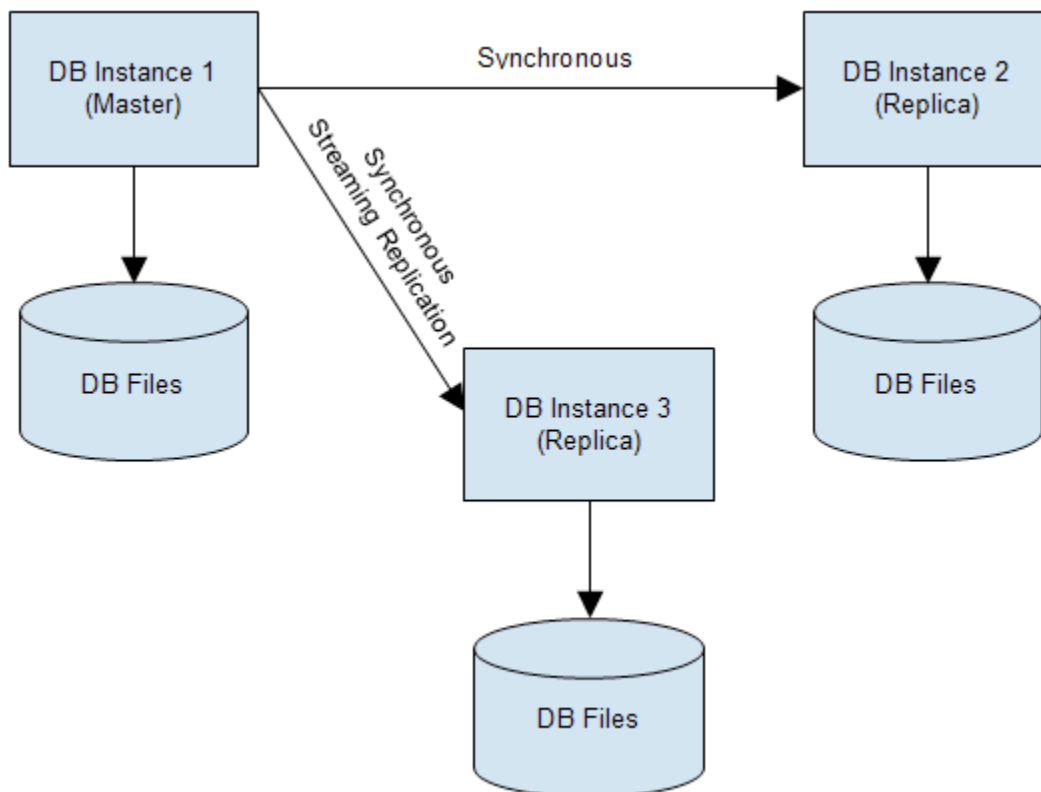 DB Instance 1
(Master)
Synchronous
DB Instance 2
(Replica)
Synchronous
Streaming Replication
DB Files
DB Files
DB Instance 3
(Replica)
DB Files